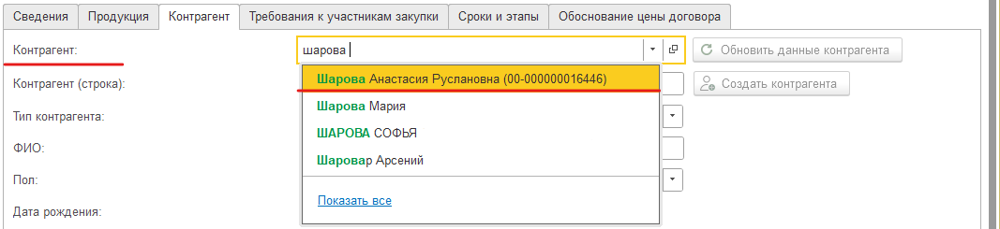 Сведения Продукция Контрагент Требования к участникам закупки Сроки и этапы Обоснование цены договора
Контрагент: шарова Обновить данные контрагента
Шарова Анастасия Руслановна (00-000000016446)
Контрагент (строка): Создать контрагента
Шарова Мария
Тип контрагента:
ШАРОВА СОФЬЯ
ФИО:
Шаровар Арсений
Пол:
Показать все
Дата рождения: